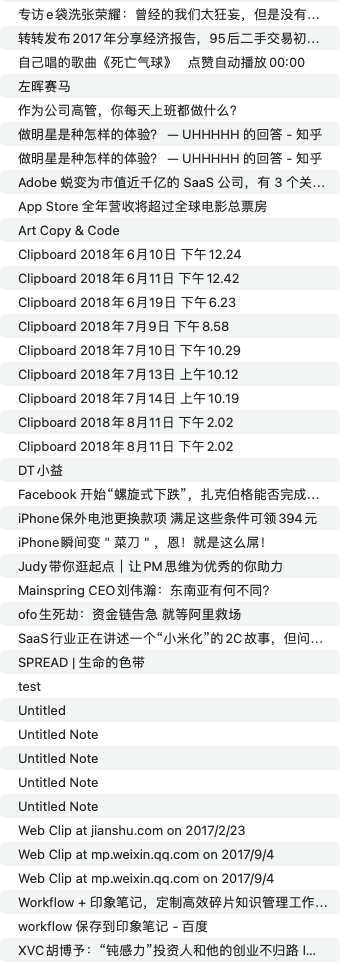 专访e袋洗张荣耀：曾经的我们太狂妄，但是没有…
转转发布2017年分享经济报告，95后二手交易初…
自己唱的歌曲《死亡气球》 点赞自动播放00:00
左晖赛马
作为公司高管，你每天上班都做什么？
做明星是种怎样的体验？ — UHHHHH 的回答 - 知乎
做明星是种怎样的体验？ — UHHHHH 的回答 - 知乎
Adobe 蜕变为市值近千亿的 SaaS 公司，有 3 个关…
App Store 全年营收将超过全球电影总票房
Art Copy & Code
Clipboard 2018年6月10日 下午12.24
Clipboard 2018年6月11日 下午12.42
Clipboard 2018年6月19日 下午6.23
Clipboard 2018年7月9日 下午8.58
Clipboard 2018年7月10日 下午10.29
Clipboard 2018年7月13日 上午10.12
Clipboard 2018年7月14日 上午10.19
Clipboard 2018年8月11日 下午2.02
Clipboard 2018年8月11日 下午2.02
DT小益
Facebook 开始“螺旋式下跌”，扎克伯格能否完成…
iPhone保外电池更换款项 满足这些条件可领394元
iPhone瞬间变＂菜刀＂，恩！就是这么屌！
Judy带你逛起点｜让PM思维为优秀的你助力
Mainspring CEO刘伟瀚：东南亚有何不同？
ofo生死劫：资金链告急 就等阿里救场
SaaS行业正在讲述一个“小米化”的2C故事，但问…
SPREAD | 生命的色带
test
Untitled
Untitled Note
Untitled Note
Untitled Note
Untitled Note
Web Clip at jianshu.com on 2017/2/23
Web Clip at mp.weixin.qq.com on 2017/9/4
Web Clip at mp.weixin.qq.com on 2017/9/4
Workflow + 印象笔记，定制高效碎片知识管理工作…
workflow 保存到印象笔记 - 百度
XVC胡博予：“钝感力”投资人和他的创业不归路 I…